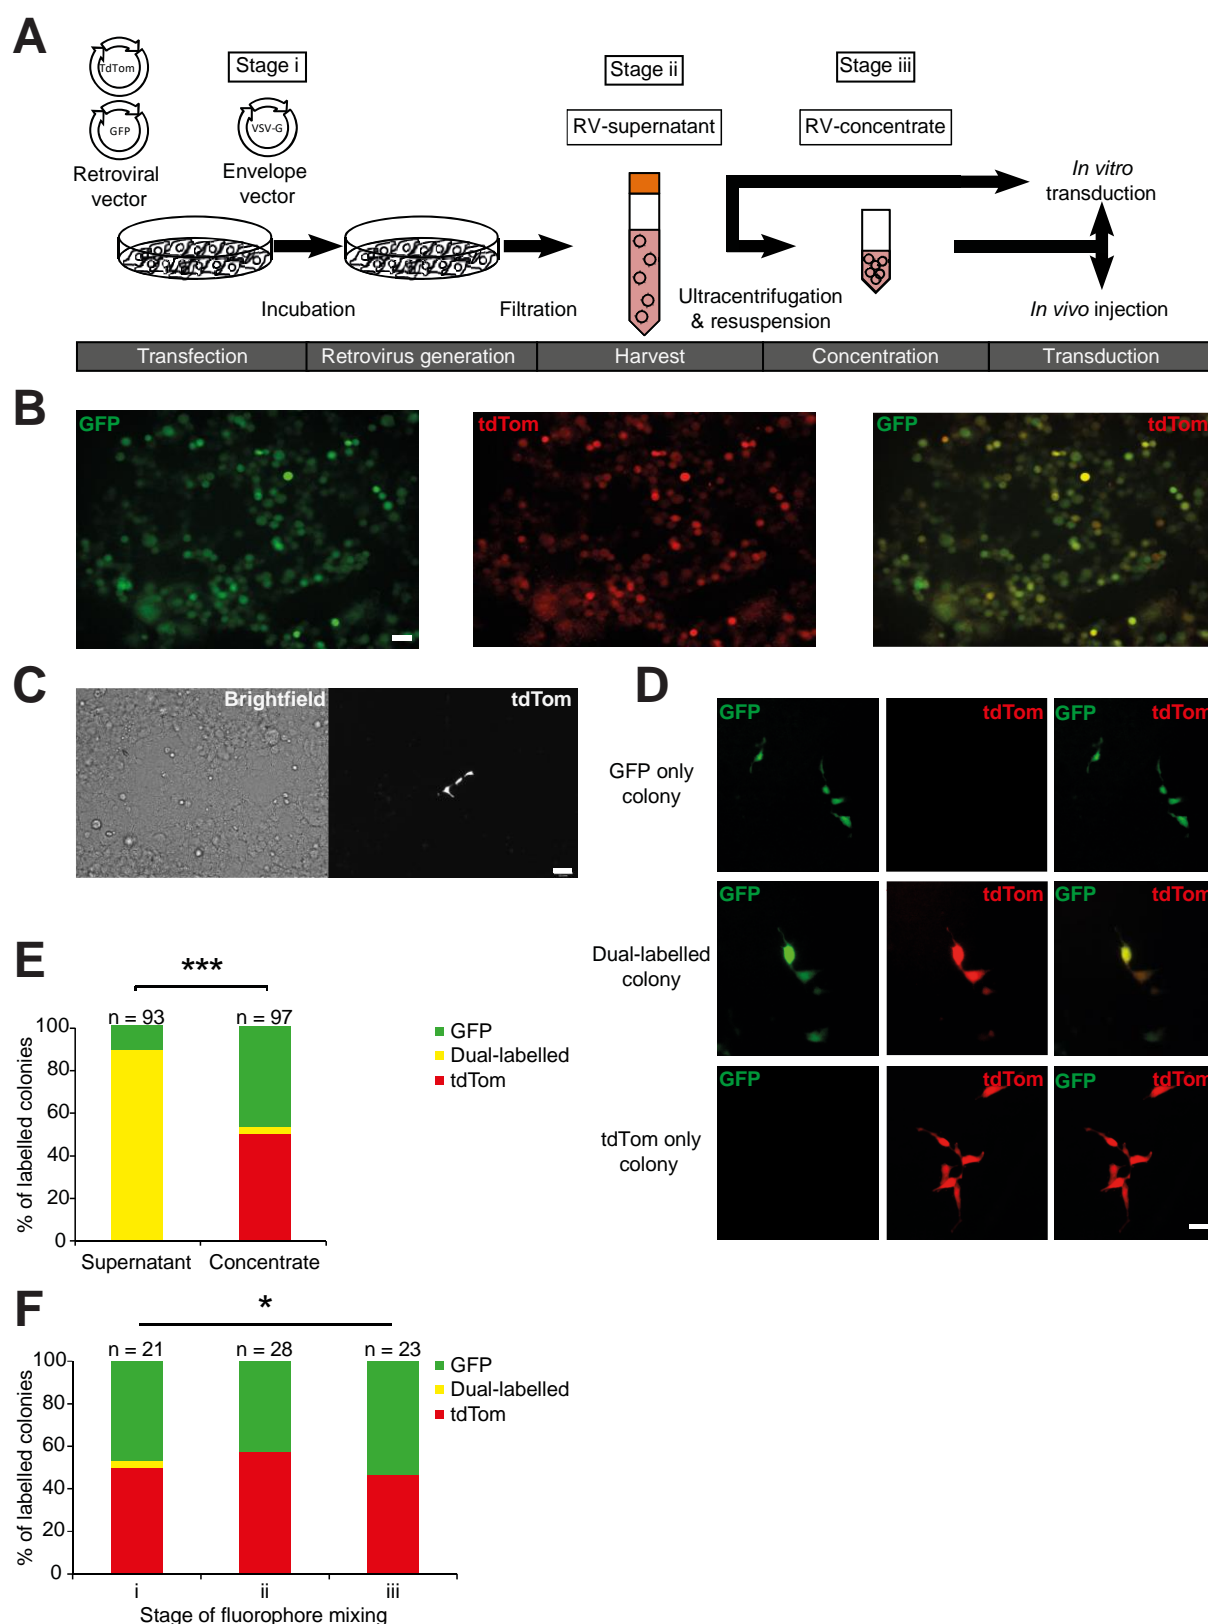 A
TdTom
GFP
Retroviral
vector
Stage i
VSV-G
Envelope
vector
Stage ii
RV-supernatant
Stage iii
RV-concentrate
In vitro
transduction
Incubation
Filtration
Ultracentrifugation
& resuspension
In vivo injection
Transfection
Retrovirus generation
Harvest
Concentration
Transduction
B
GFP
tdTom
GFP
tdTom
C
Brightfield
tdTom
D
GFP only
colony
GFP
tdTom
GFP
tdTom
Dual-labelled
colony
GFP
tdTom
GFP
tdTom
tdTom only
colony
GFP
tdTom
GFP
tdTom
E
***
n = 93
n = 97
% of labelled colonies
100
80
60
40
20
0
Supernatant
Concentrate
GFP
Dual-labelled
tdTom
F
*
n = 21
n = 28
n = 23
% of labelled colonies
100
80
60
40
20
0
i
ii
iii
Stage of fluorophore mixing
GFP
Dual-labelled
tdTom